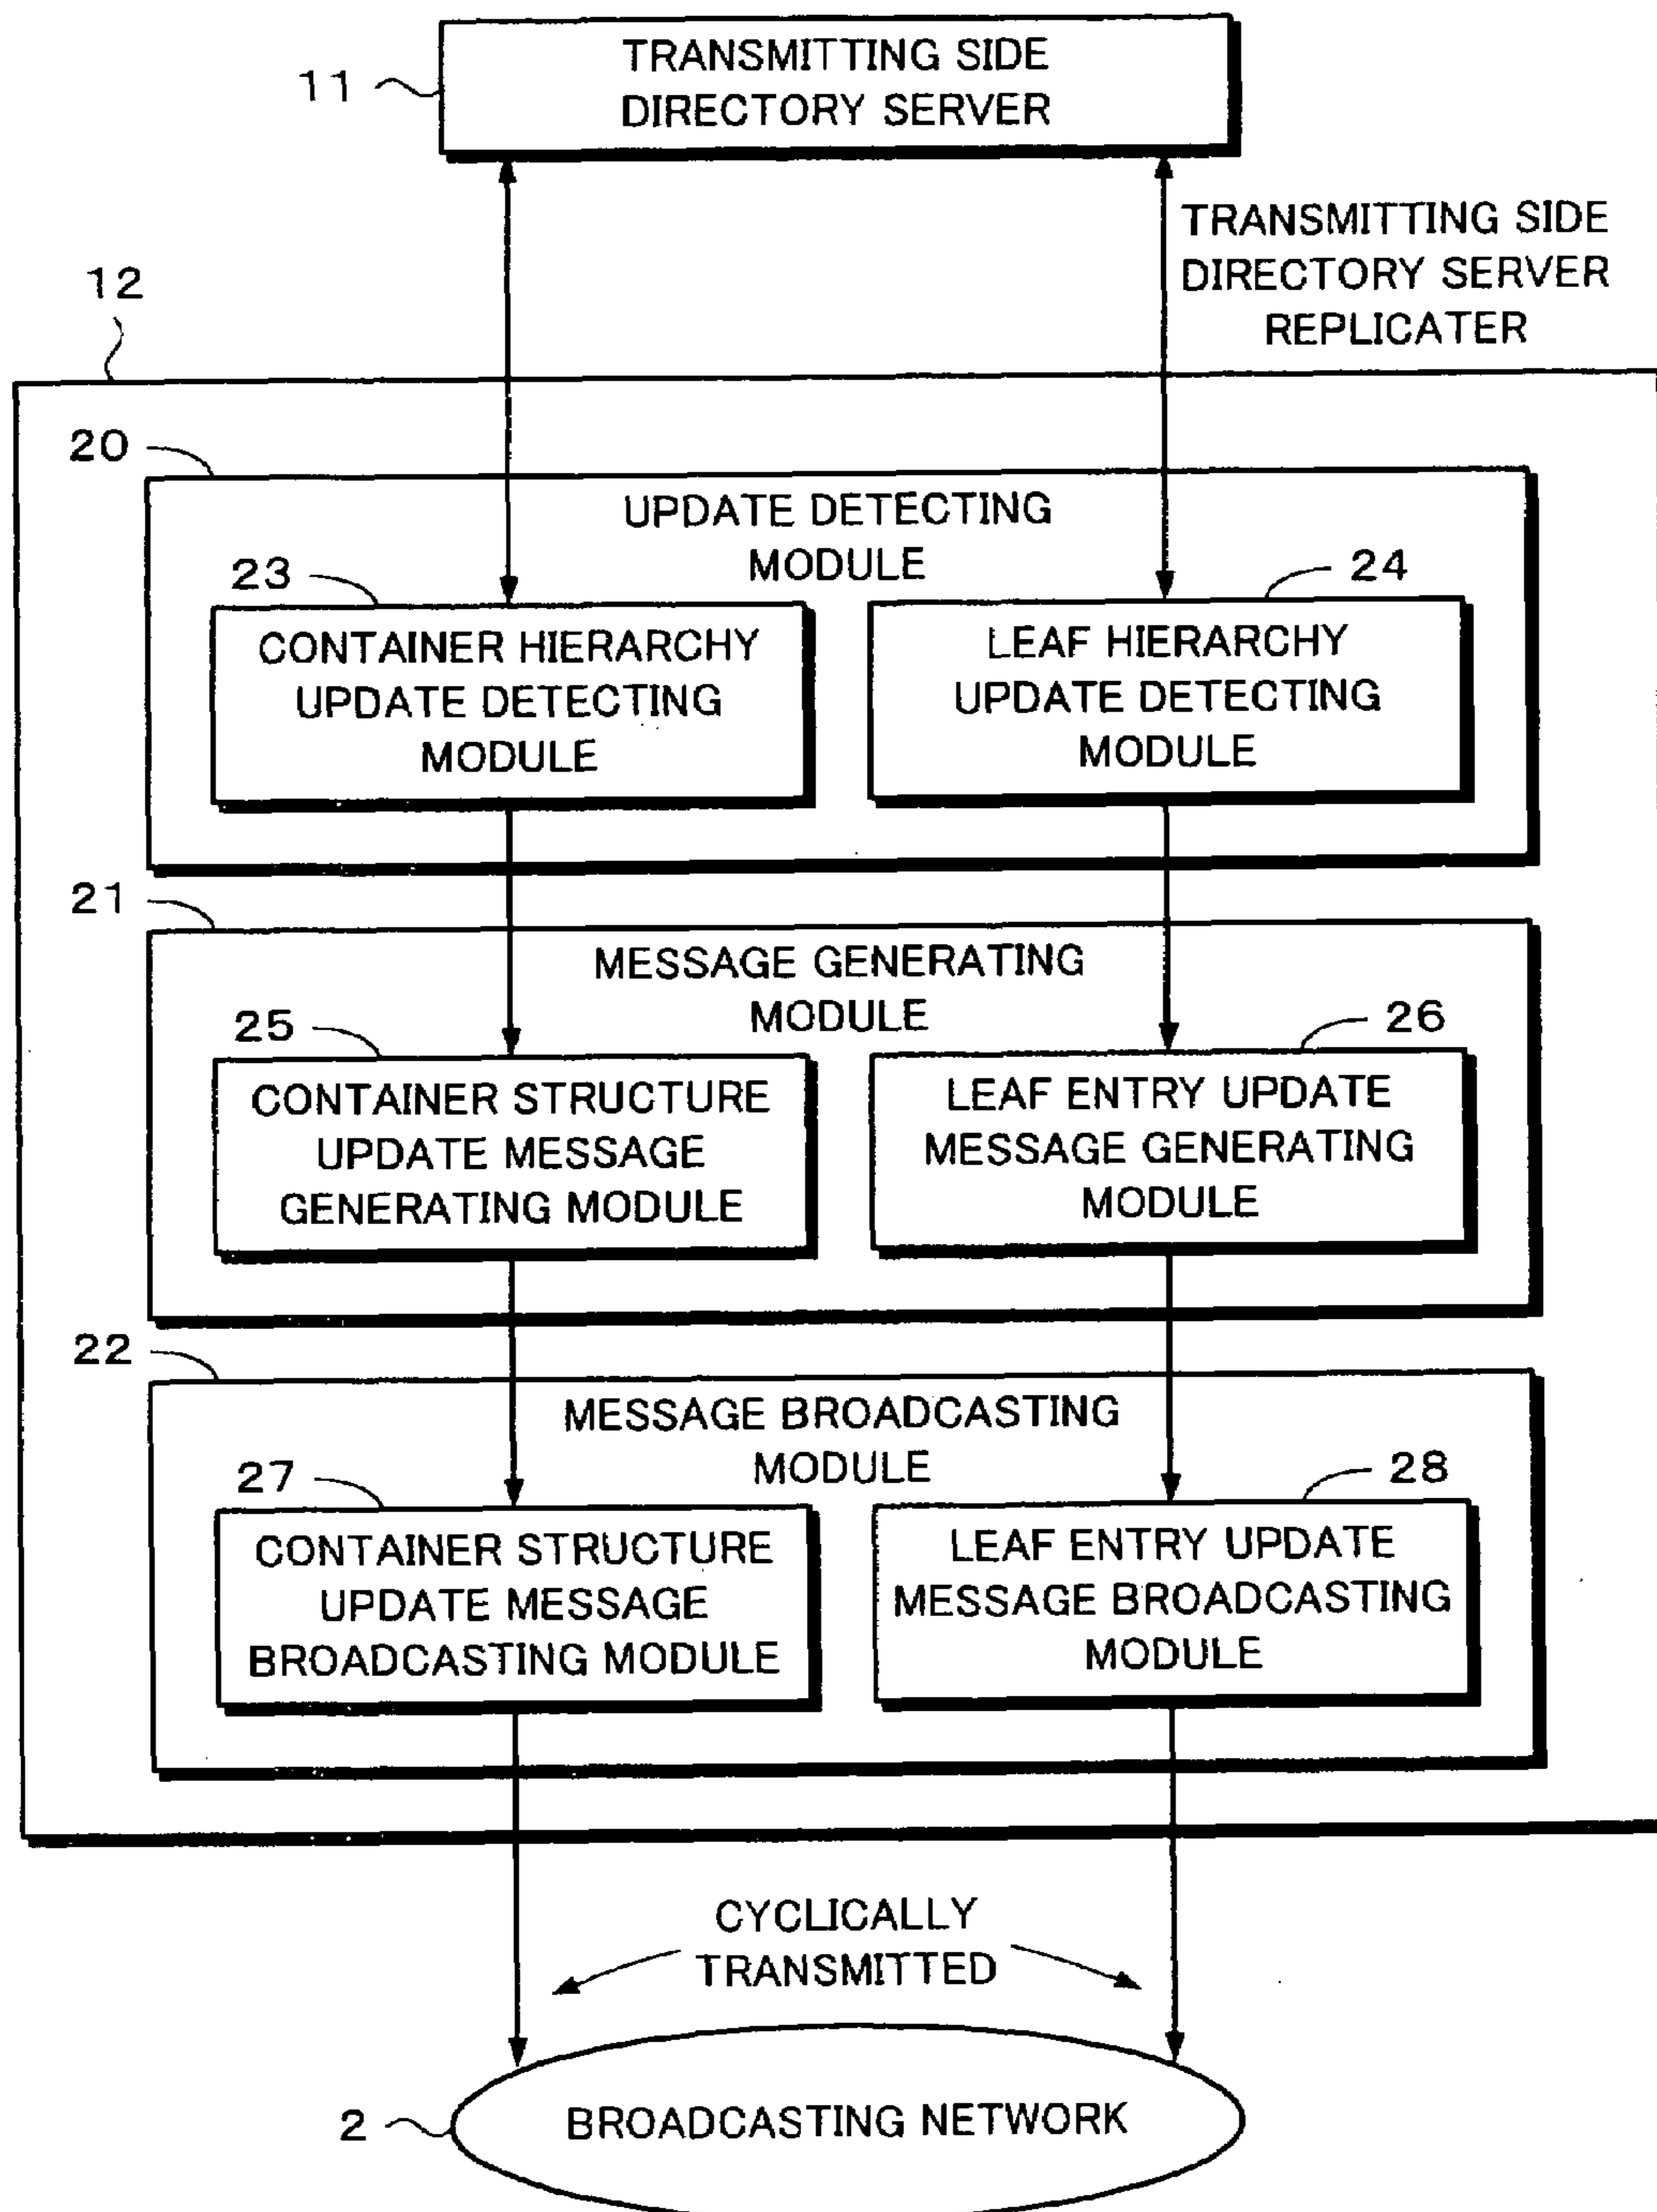 TRANSMITTING SIDE
DIRECTORY SERVER
11
TRANSMITTING SIDE
DIRECTORY SERVER
REPLICATER
12
20
UPDATE DETECTING
MODULE
23
24
CONTAINER HIERARCHY
UPDATE DETECTING
MODULE
LEAF HIERARCHY
UPDATE DETECTING
MODULE
21
MESSAGE GENERATING
MODULE
25
26
CONTAINER STRUCTURE
UPDATE MESSAGE
GENERATING MODULE
LEAF ENTRY UPDATE
MESSAGE GENERATING
MODULE
22
MESSAGE BROADCASTING
MODULE
27
28
CONTAINER STRUCTURE
UPDATE MESSAGE
BROADCASTING MODULE
LEAF ENTRY UPDATE
MESSAGE BROADCASTING
MODULE
CYCLICALLY
TRANSMITTED
2
BROADCASTING NETWORK